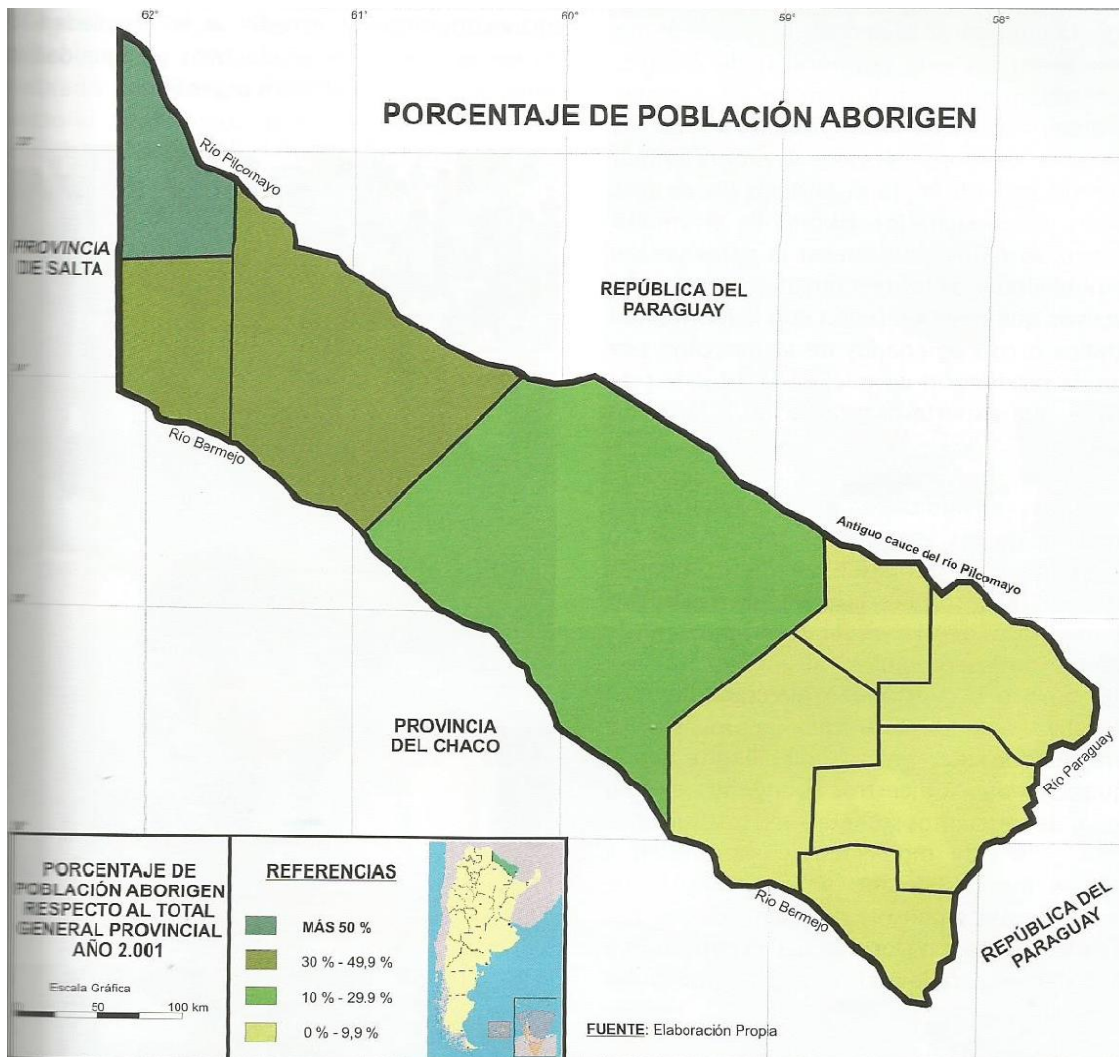 62°
61°
60°
59°
58°
PORCENTAJE DE POBLACIÓN ABORIGEN
Río Pilcomayo
PROVINCIA
DE SALTA
REPÚBLICA DEL
PARAGUAY
Río Bermejo
Antiguo cauce del río Pilcomayo
PROVINCIA
DEL CHACO
Río Paraguay
Río Bermejo
REPÚBLICA DEL
PARAGUAY
PORCENTAJE DE
POBLACIÓN ABORIGEN
RESPECTO AL TOTAL
GENERAL PROVINCIAL
AÑO 2.001
Escala Gráfica
50 100 km
REFERENCIAS
MÁS 50 %
30 % - 49,9 %
10 % - 29.9 %
0 % - 9,9 %
FUENTE: Elaboración Propia